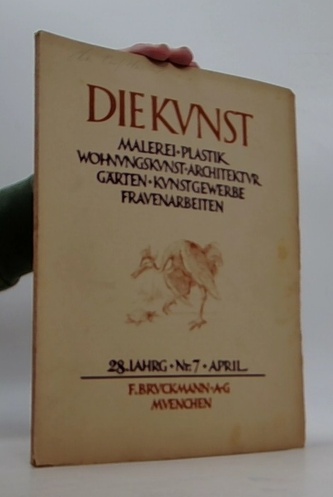 DIE KVNST
MALEREI · PLASTIK
WOHNVNGSKVNST · ARCHITEKTVR
GÄRTEN · KVNSTGEWERBE
FRAVENARBEITEN
28. JAHRG · Nr. 7 · APRIL
F. BRVCKMANN · A-G
MVENCHEN